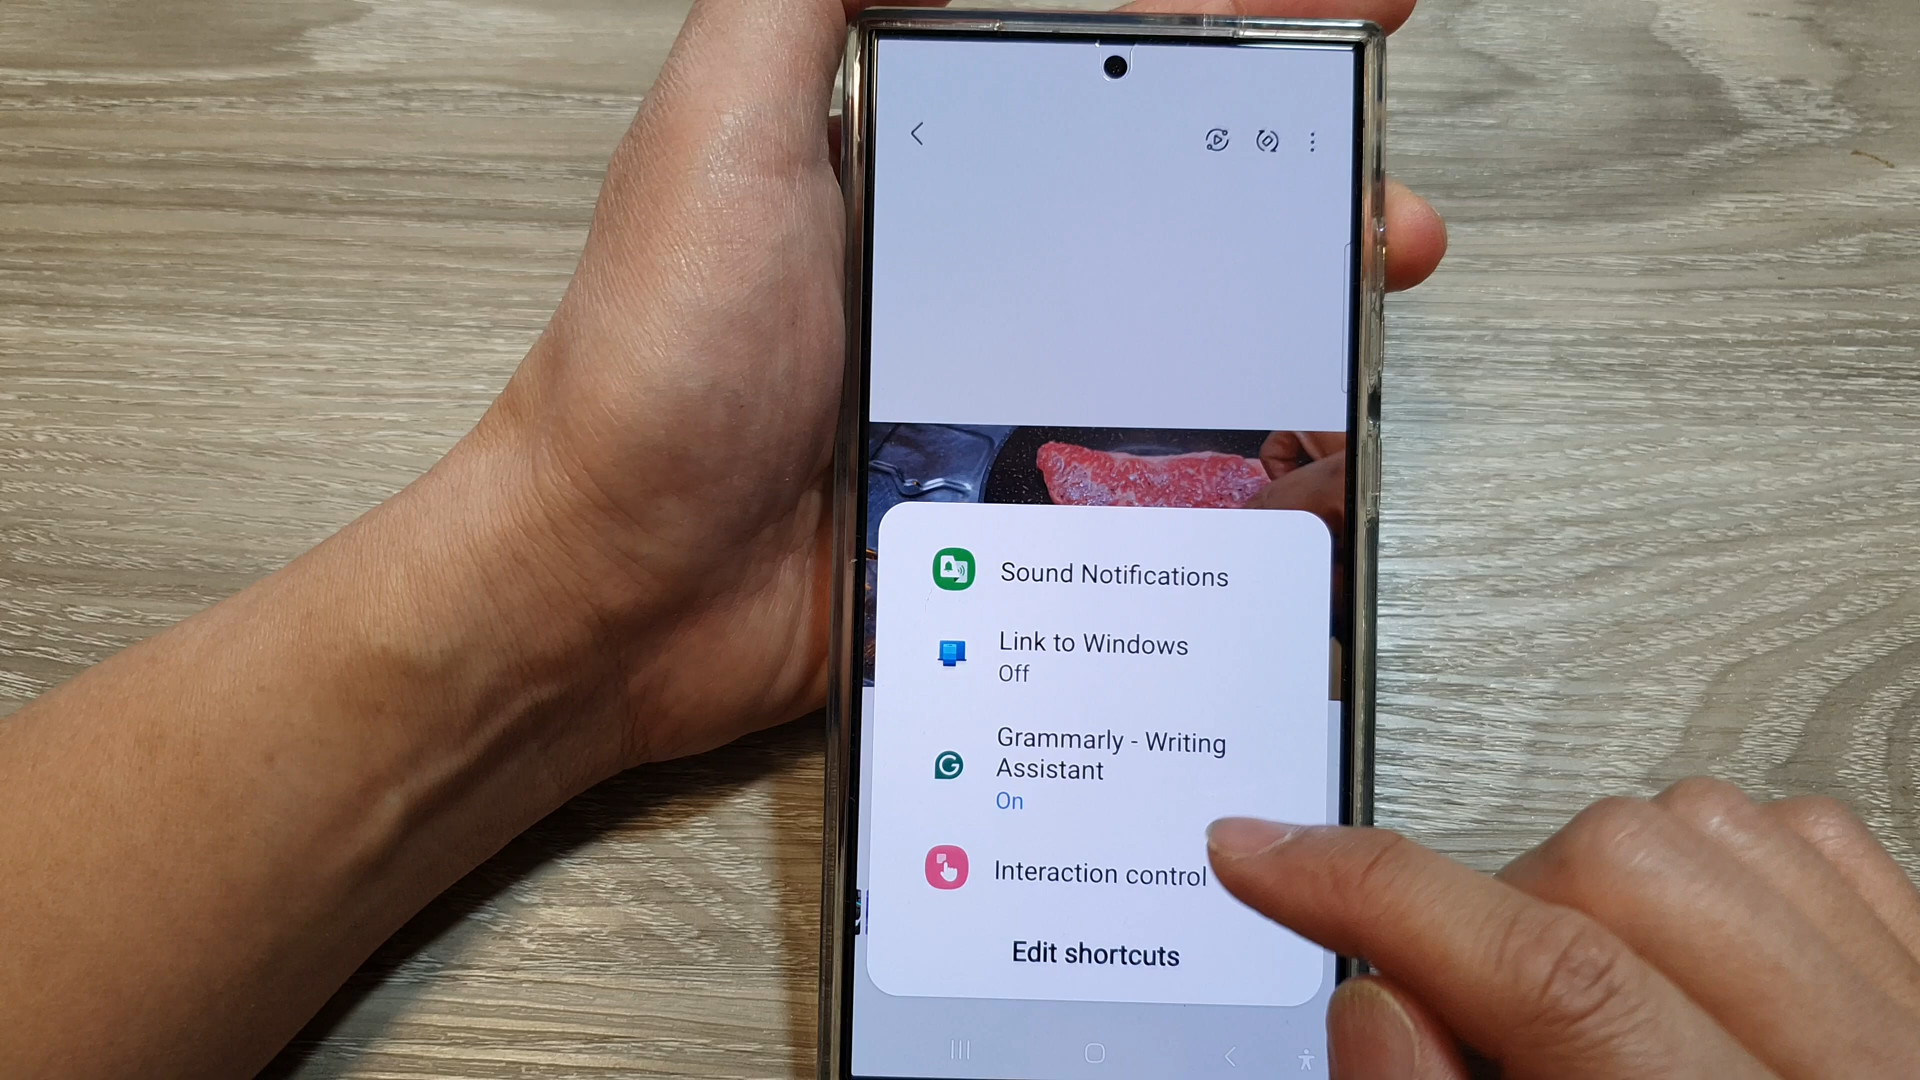 Sound Notifications
Link to Windows
Off
Grammarly - Writing
Assistant
On
Interaction control
Edit shortcuts